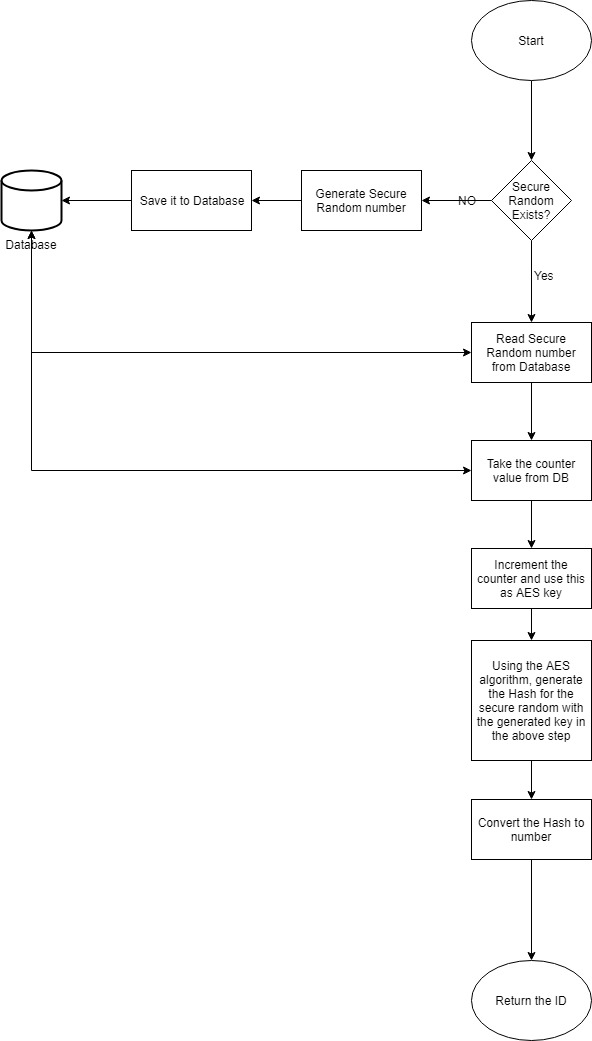 Start
Secure
Random
Exists?
NO
Generate Secure
Random number
Save it to Database
Database
Yes
Read Secure
Random number
from Database
Take the counter
value from DB
Increment the
counter and use this
as AES key
Using the AES
algorithm, generate
the Hash for the
secure random with
the generated key in
the above step
Convert the Hash to
number
Return the ID